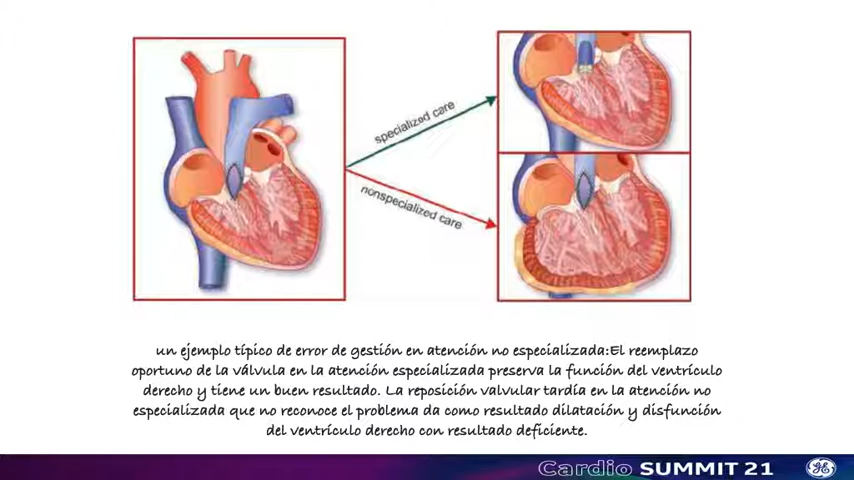 specialized care
nonspecialized care
un ejemplo típico de error de gestión en atención no especializada:El reemplazo
oportuno de la válvula en la atención especializada preserva la función del ventrículo
derecho y tiene un buen resultado. La reposición valvular tardía en la atención no
especializada que no reconoce el problema da como resultado dilatación y disfunción
del ventrículo derecho con resultado deficiente.
Cardio SUMMIT 21